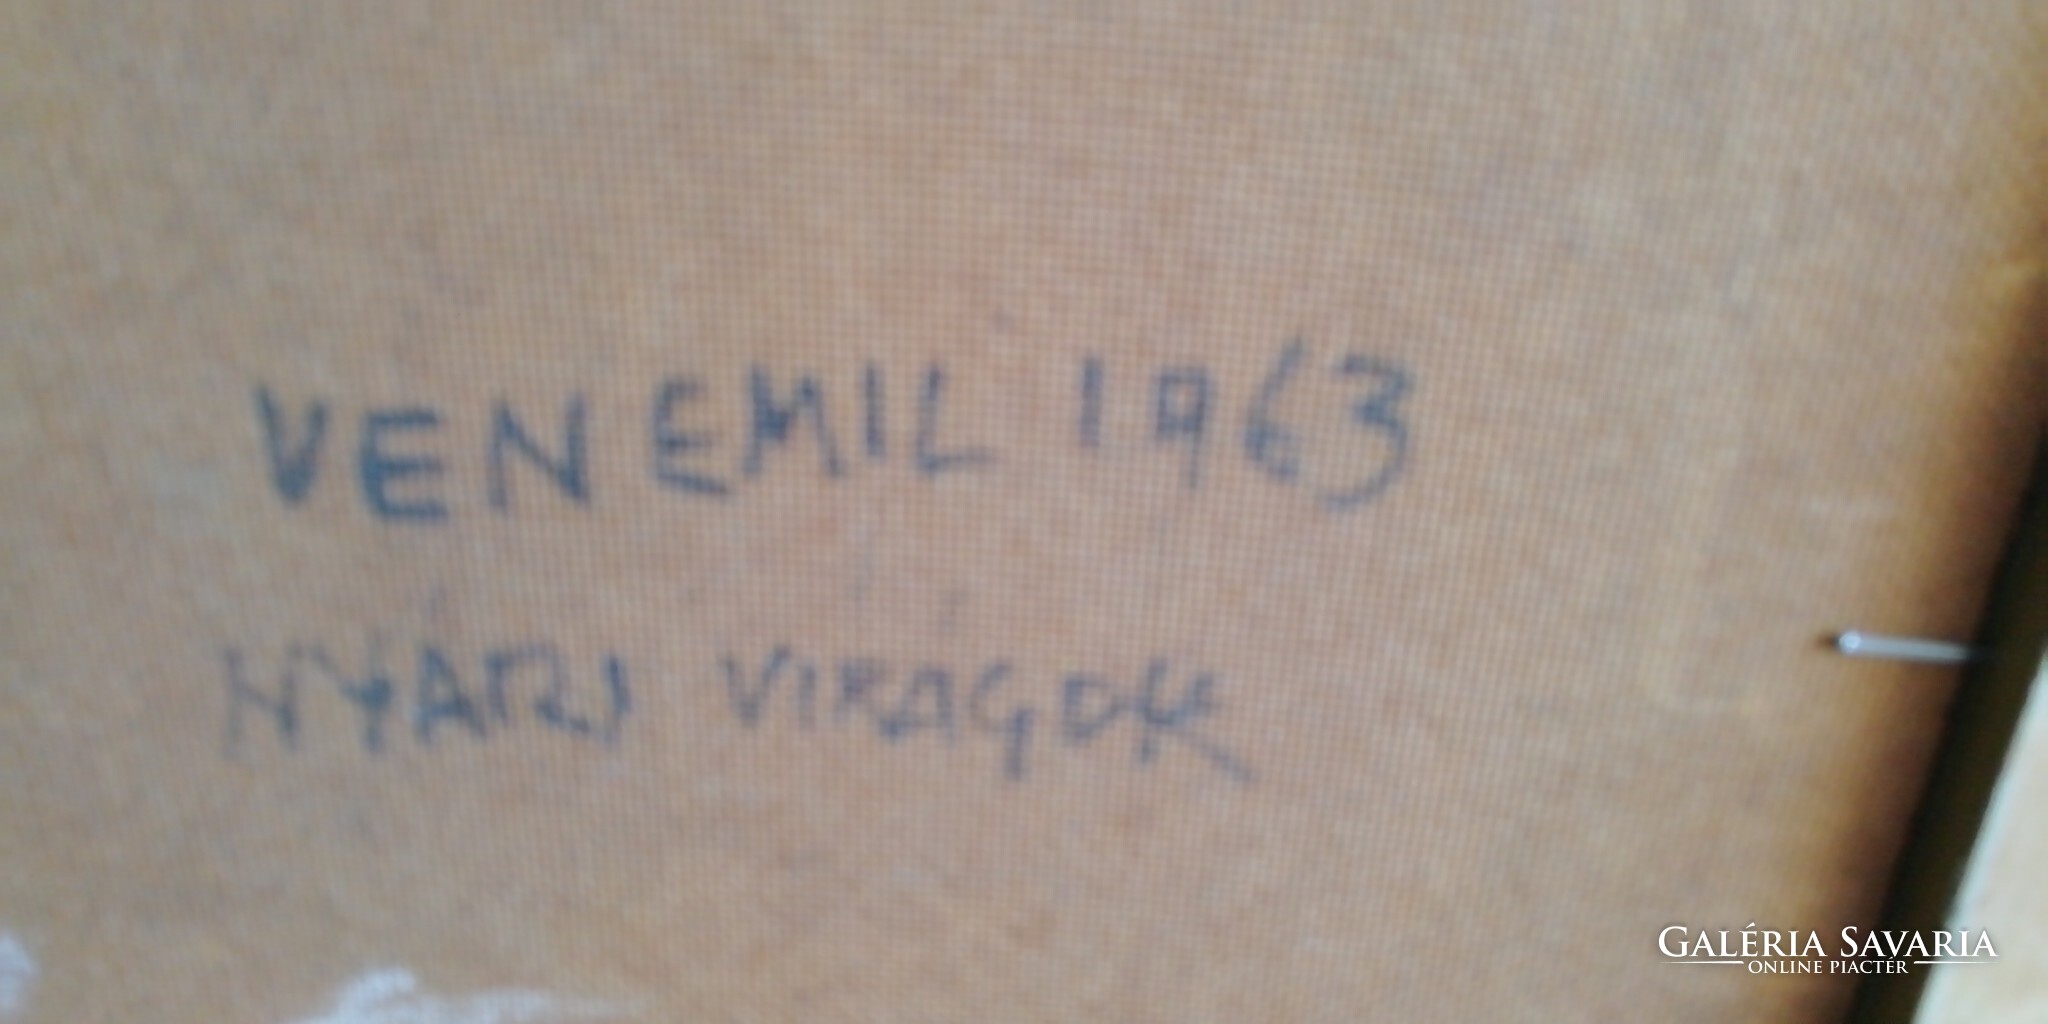 VEN EMIL 1963
NYÁRI VIRÁGOK
GALÉRIA SAVARIA
ONLINE PIACTÉR